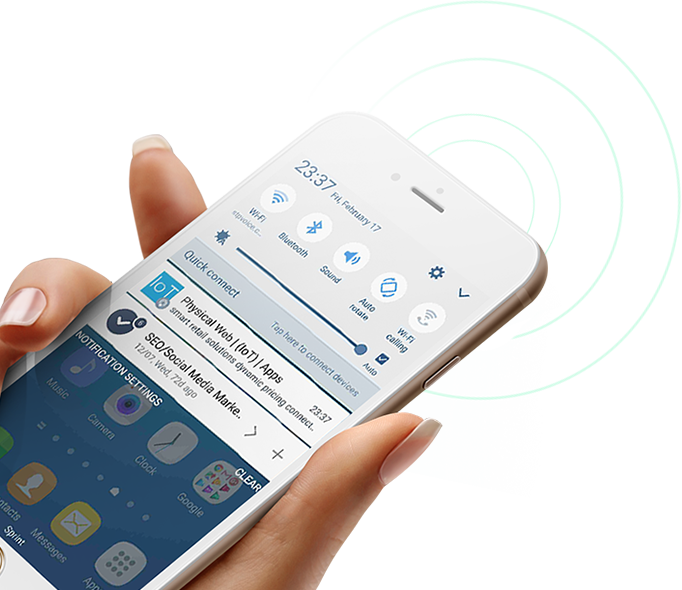 23:37 Fri, February 17
Wi-Fi
stpvoice.c...
Bluetooth
Sound
Auto
rotate
Wi-Fi
calling
Auto
Quick connect
Tap here to connect devices
IoT
Physical Web | (IoT) | Apps
smart retail solutions dynamic pricing connect..
23:37
6
SEO/Social Media Marke..
12/07, Wed, 72d ago
NOTIFICATION SETTINGS
CLEAR
Music
Camera
Clock
Google
Messages
Sprint